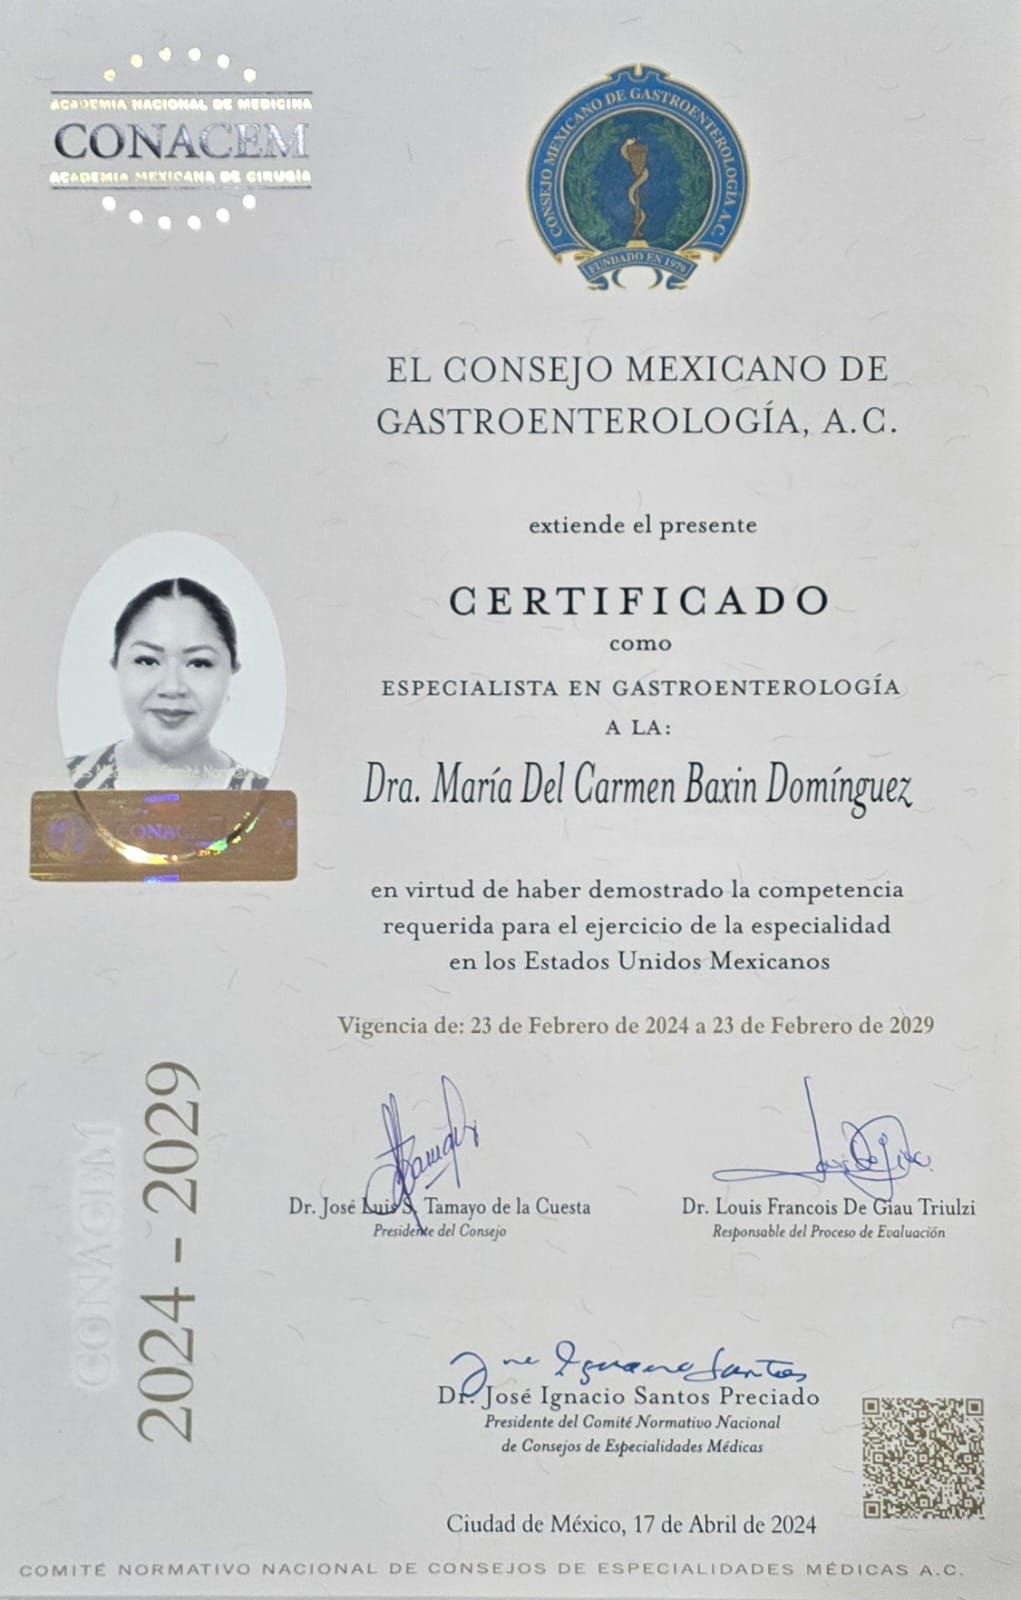 ACADEMIA NACIONAL DE MEDICINA
CONACEM
ACADEMIA MEXICANA DE CIRUGÍA
CONSEJO MEXICANO DE GASTROENTEROLOGÍA A.C.
FUNDADO EN 1979
EL CONSEJO MEXICANO DE
GASTROENTEROLOGÍA, A.C.
extiende el presente
CERTIFICADO
como
ESPECIALISTA EN GASTROENTEROLOGÍA
A LA:
Dra. María Del Carmen Baxin Domínguez
CONACEM
en virtud de haber demostrado la competencia
requerida para el ejercicio de la especialidad
en los Estados Unidos Mexicanos
Vigencia de: 23 de Febrero de 2024 a 23 de Febrero de 2029
CONACEM
2024 - 2029
Dr. José Luis S. Tamayo de la Cuesta
Presidente del Consejo
Dr. Louis Francois De Giau Triulzi
Responsable del Proceso de Evaluación
Jose Ignacio Santos
Dr. José Ignacio Santos Preciado
Presidente del Comité Normativo Nacional
de Consejos de Especialidades Médicas
Ciudad de México, 17 de Abril de 2024
COMITÉ NORMATIVO NACIONAL DE CONSEJOS DE ESPECIALIDADES MÉDICAS A.C.